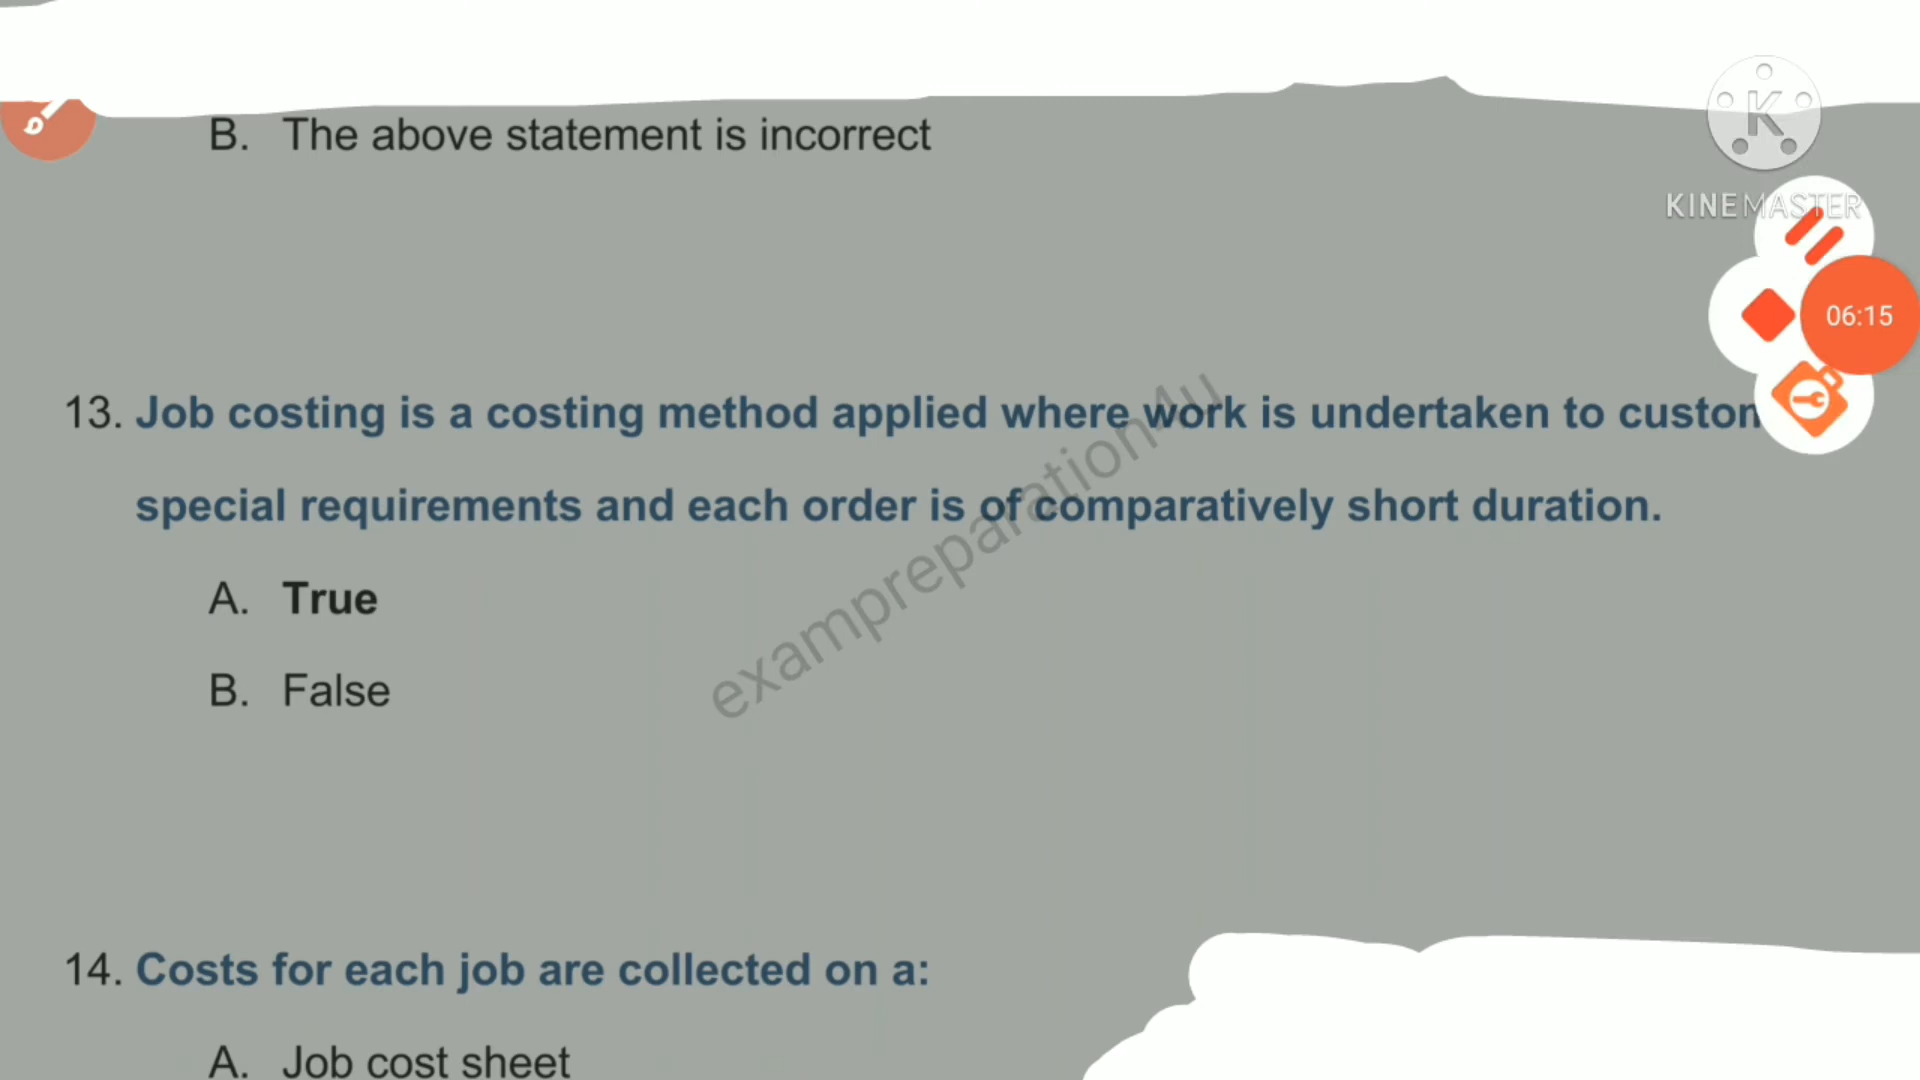 B. The above statement is incorrect
KINEMASTER
06:15
13. Job costing is a costing method applied where work is undertaken to
special requirements and each order is of comparatively short duration.
A. True
B. False
exampreparation4u
14. Costs for each job are collected on a:
A. Job cost sheet